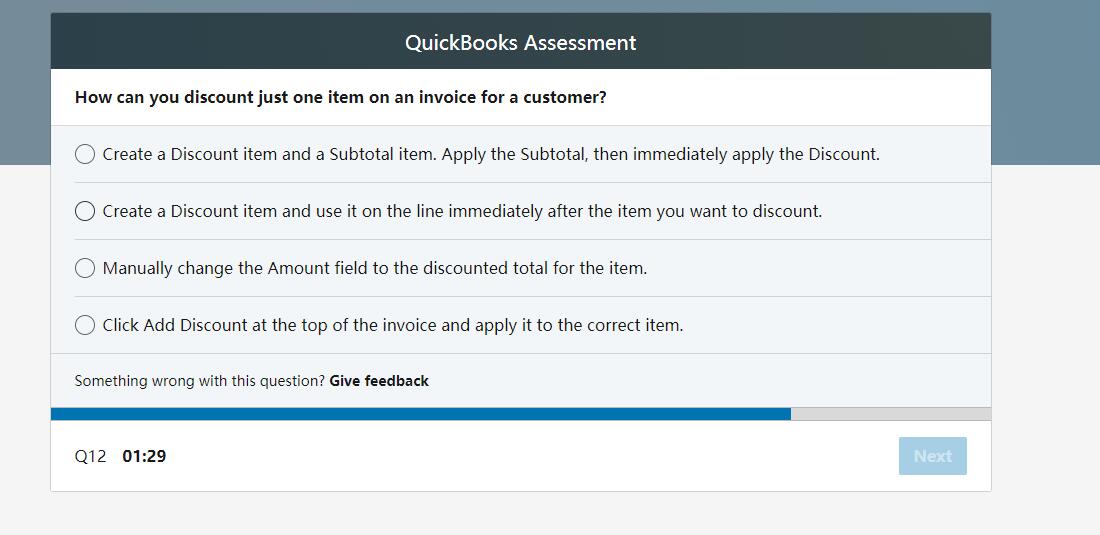 QuickBooks Assessment
How can you discount just one item on an invoice for a customer?
Create a Discount item and a Subtotal item. Apply the Subtotal, then immediately apply the Discount.
Create a Discount item and use it on the line immediately after the item you want to discount.
Manually change the Amount field to the discounted total for the item.
Click Add Discount at the top of the invoice and apply it to the correct item.
Something wrong with this question? Give feedback
Q12 01:29 Next